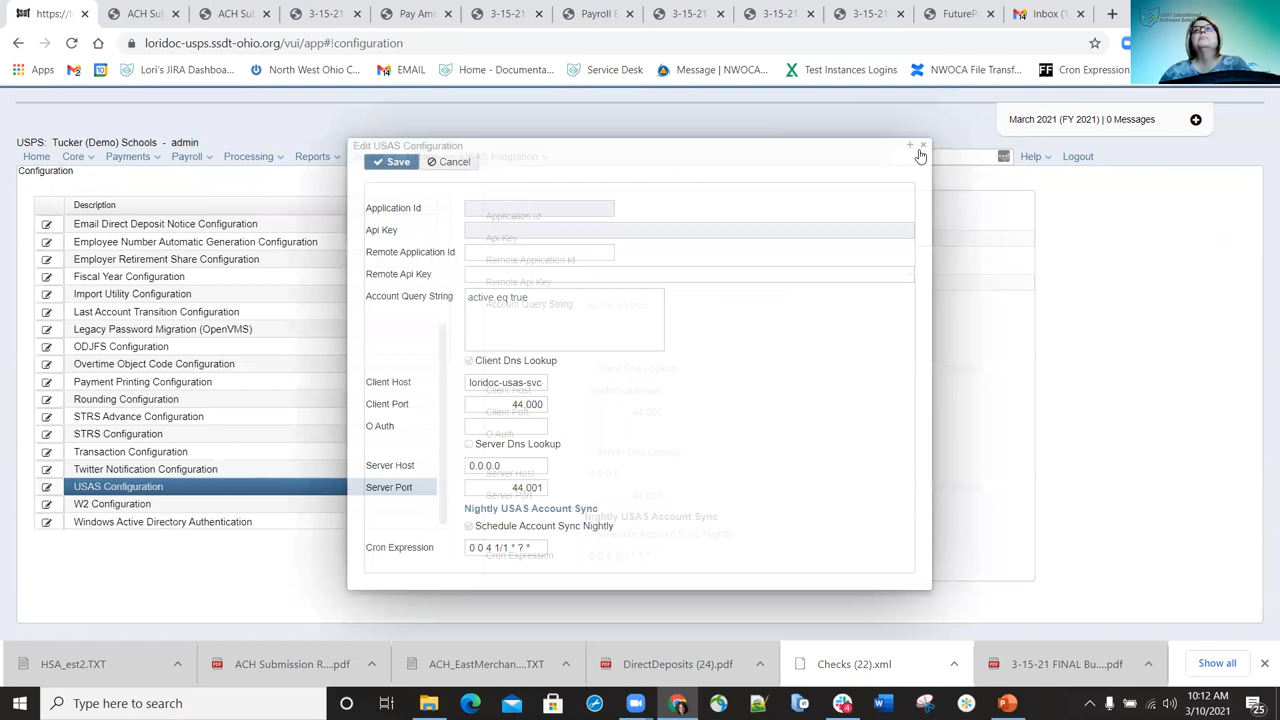 https://l
ACH Sub
ACH Sub
3-15-21
Pay Am
Payroll E
3-15-21
3-15-21
3-15-21
FutureP
Inbox (1
loridoc-usps.ssdt-ohio.org/vui/app#!configuration
Apps
Lori's JIRA Dashboa...
North West Ohio C...
EMAIL
Home - Documenta...
Service Desk
Message | NWOCA...
Test Instances Logins
NWOCA File Transf...
Cron Expression
March 2021 (FY 2021) | 0 Messages
USPS: Tucker (Demo) Schools - admin
Home Core Payments Payroll Processing Reports
Help Logout
Configuration
Edit USAS Configuration
Save Cancel
Description
Email Direct Deposit Notice Configuration
Employee Number Automatic Generation Configuration
Employer Retirement Share Configuration
Fiscal Year Configuration
Import Utility Configuration
Last Account Transition Configuration
Legacy Password Migration (OpenVMS)
ODJFS Configuration
Overtime Object Code Configuration
Payment Printing Configuration
Rounding Configuration
STRS Advance Configuration
STRS Configuration
Transaction Configuration
Twitter Notification Configuration
USAS Configuration
W2 Configuration
Windows Active Directory Authentication
Application Id
Api Key
Remote Application Id
Remote Api Key
Account Query String active eq true
Client Dns Lookup
Client Host loridoc-usas-svc
Client Port 44,000
O Auth
Server Dns Lookup
Server Host 0.0.0.0
Server Port 44,001
Nightly USAS Account Sync
Schedule Account Sync Nightly
Cron Expression 0 0 4 1/1 * ? *
HSA_est2.TXT
ACH Submission R....pdf
ACH_EastMerchan....TXT
DirectDeposits (24).pdf
Checks (22).xml
3-15-21 FINAL Bu....pdf
Show all
Type here to search
10:12 AM
3/10/2021
25